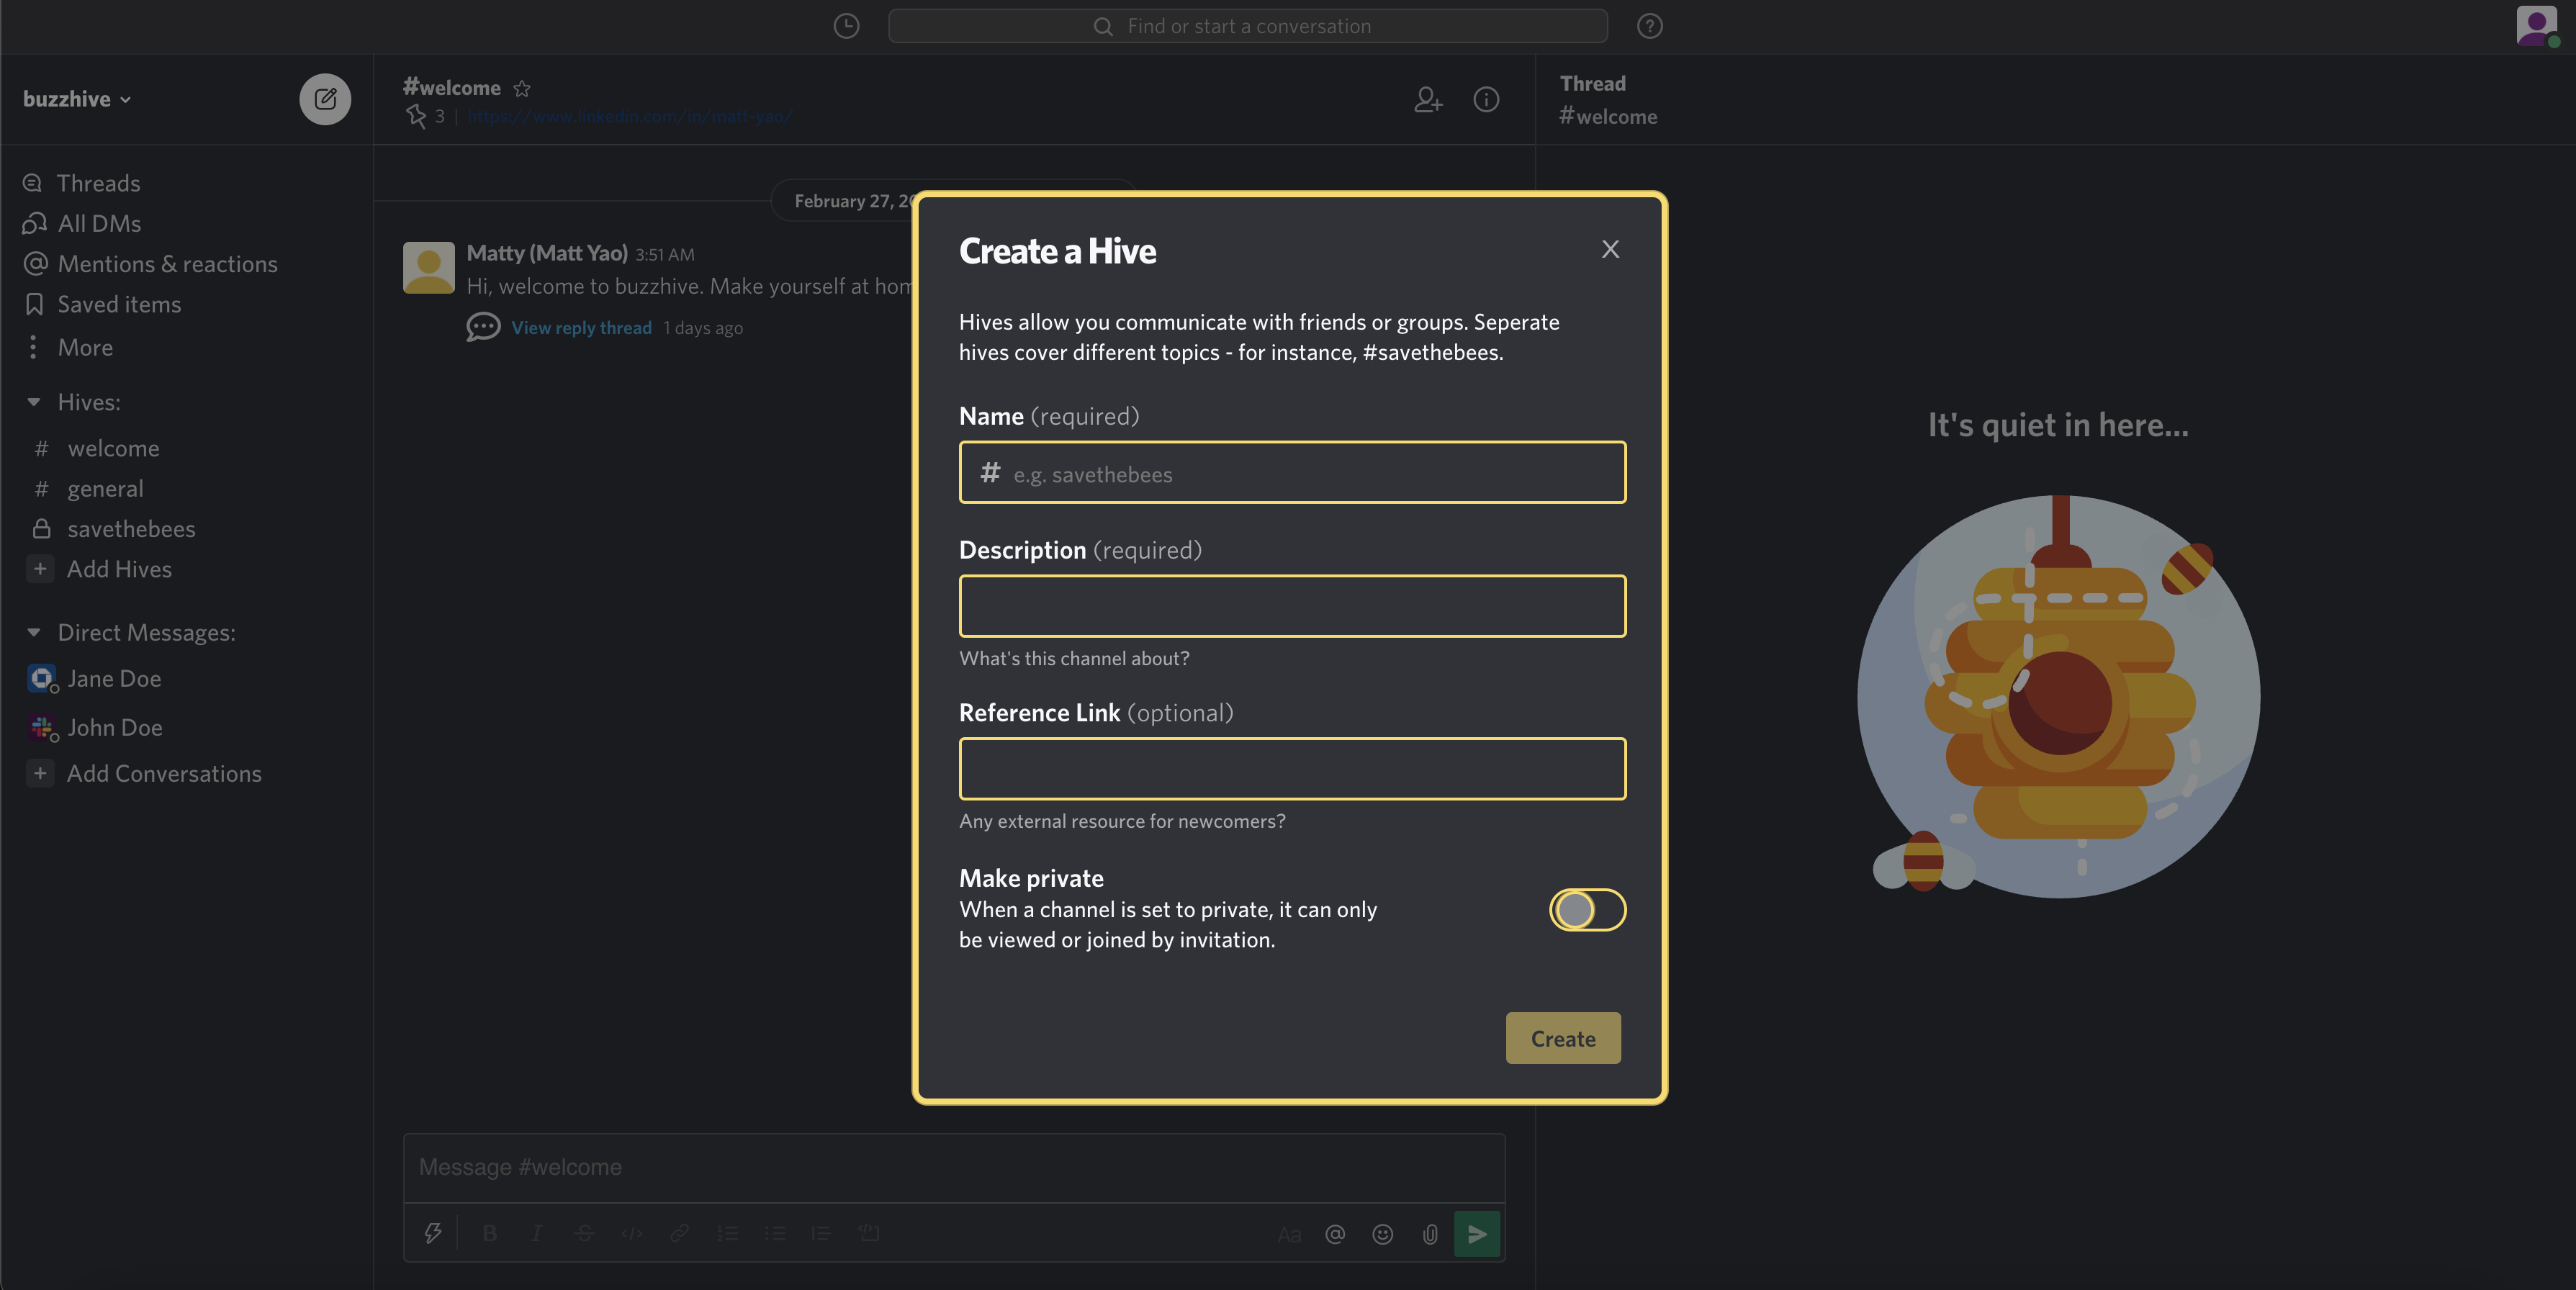 Find or start a conversation
buzzhive
Threads
All DMs
Mentions & reactions
Saved items
More
Hives:
# welcome
# general
savethebees
+ Add Hives
Direct Messages:
Jane Doe
John Doe
+ Add Conversations
#welcome
3 | https://www.linkedin.com/in/matt-yao/
February 27,
Matty (Matt Yao) 3:51 AM
Hi, welcome to buzzhive. Make yourself at
View reply thread 1 days ago
Message #welcome
B I S </>
Aa @
Create a Hive X
Hives allow you communicate with friends or groups. Seperate
hives cover different topics - for instance, #savethebees.
Name (required)
# e.g. savethebees
Description (required)
What's this channel about?
Reference Link (optional)
Any external resource for newcomers?
Make private
When a channel is set to private, it can only
be viewed or joined by invitation.
Create
Thread
#welcome
It's quiet in here...